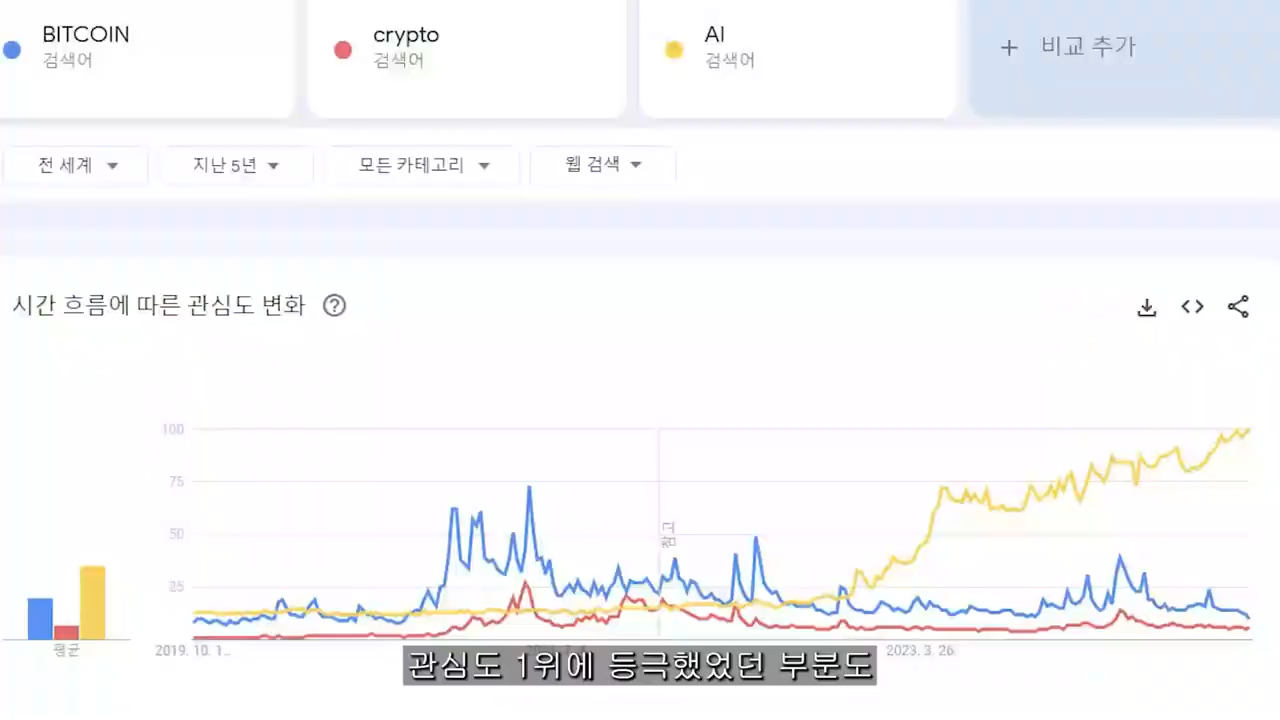 BITCOIN
검색어
crypto
검색어
AI
검색어
+ 비교 추가
전 세계
지난 5년
모든 카테고리
웹 검색
시간 흐름에 따른 관심도 변화
100
75
50
25
참고
평균
2019. 10. 1...
2023. 3. 26.
관심도 1위에 등극했었던 부분도